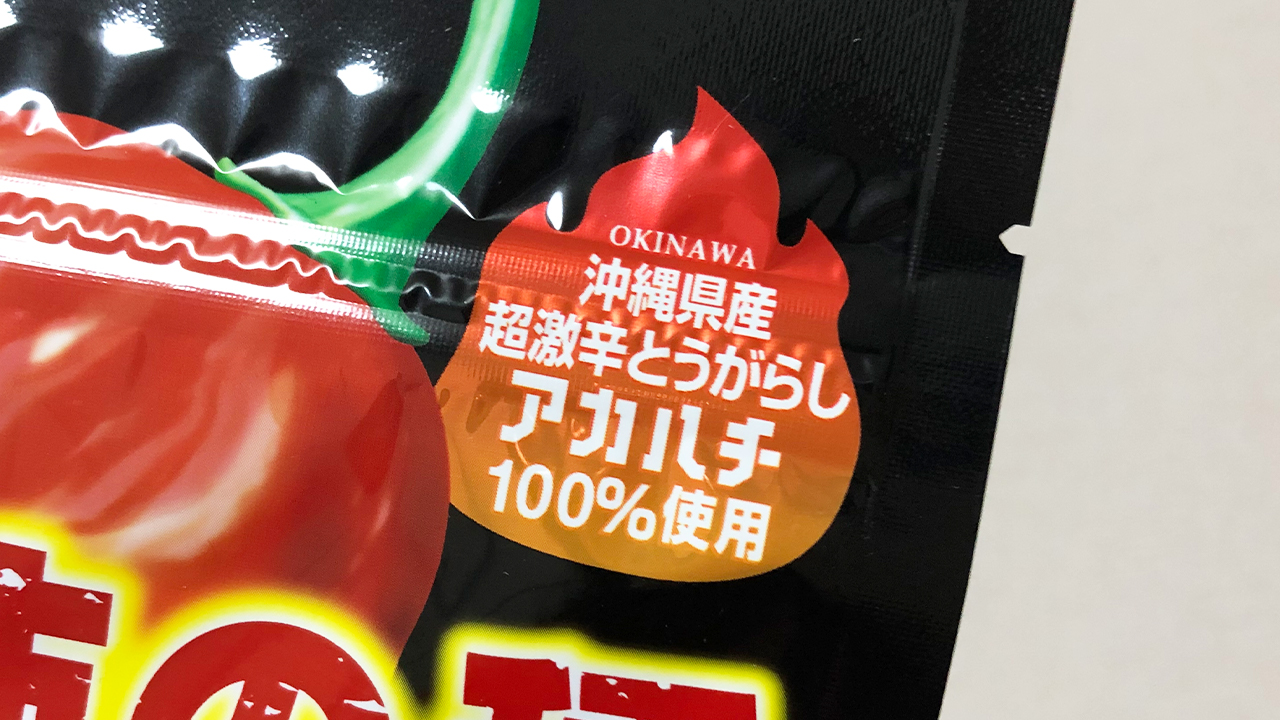 OKINAWA
沖縄県産
超激辛とうがらし
アカハチ
100%使用
の